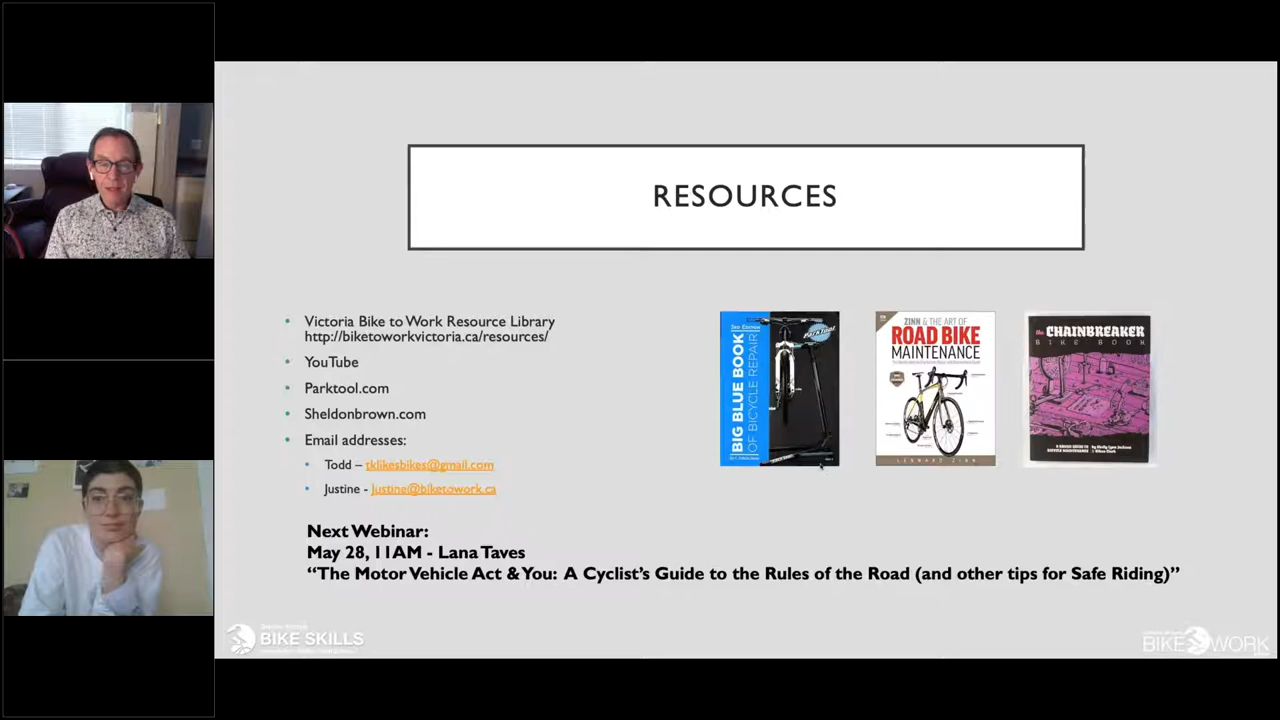 RESOURCES
Victoria Bike to Work Resource Library
http://biketoworkvictoria.ca/resources/
YouTube
Parktool.com
Sheldonbrown.com
Email addresses:
Todd – tklikesbikes@gmail.com
Justine - Justine@biketowork.ca
Next Webinar:
May 28, 11AM - Lana Taves
“The Motor Vehicle Act & You: A Cyclist’s Guide to the Rules of the Road (and other tips for Safe Riding)”
BIG BLUE BOOK
OF BICYCLE REPAIR
PARKTOOL
ZINN & THE ART OF
ROAD BIKE
MAINTENANCE
LENNARD ZINN
the CHAINBREAKER
BIKE BOOK
BIKE SKILLS
BIKE WORK